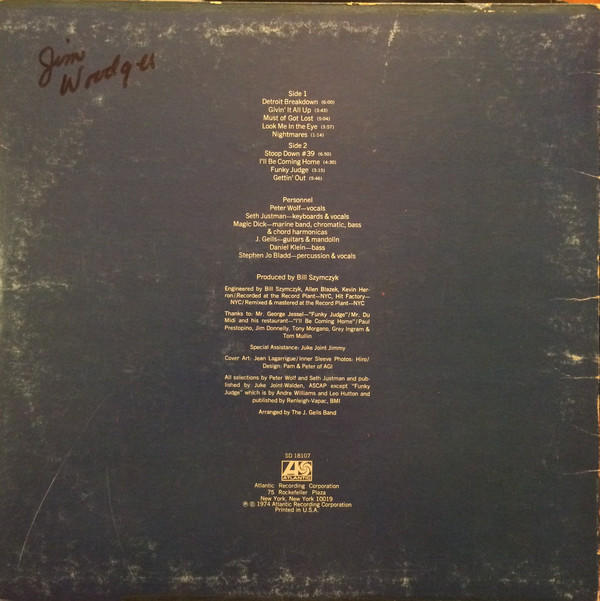 Jim
Woodger
Side 1
Detroit Breakdown (6:00)
Givin' It All Up (3:43)
Must of Got Lost (5:04)
Look Me in the Eye (3:57)
Nightmares (1:14)
Side 2
Stoop Down #39 (6:50)
I'll Be Coming Home (4:30)
Funky Judge (3:15)
Gettin' Out (5:46)
Personnel
Peter Wolf—vocals
Seth Justman—keyboards & vocals
Magic Dick—marine band, chromatic, bass
& chord harmonicas
J. Geils—guitars & mandolin
Daniel Klein—bass
Stephen Jo Bladd—percussion & vocals
Produced by Bill Szymczyk
Engineered by Bill Szymczyk, Allen Blazek, Kevin Her-
ron/Recorded at the Record Plant—NYC, Hit Factory—
NYC/Remixed & mastered at the Record Plant—NYC
Thanks to: Mr. George Jessel—"Funky Judge"/Mr. Du
Midi and his restaurant—"I'll Be Coming Home"/Paul
Prestopino, Jim Donnelly, Tony Morgano, Grey Ingram &
Tom Mullin
Special Assistance: Juke Joint Jimmy
Cover Art: Jean Lagarrigue/Inner Sleeve Photos: Hiro/
Design: Pam & Peter of AGI
All selections by Peter Wolf and Seth Justman and pub-
lished by Juke Joint-Walden, ASCAP except "Funky
Judge" which is by Andre Williams and Leo Hutton and
published by Renleigh-Vapac, BMI
Arranged by The J. Geils Band
SD 18107
ATLANTIC
Atlantic Recording Corporation
75 Rockefeller Plaza
New York, New York 10019
℗ © 1974 Atlantic Recording Corporation
Printed in U.S.A.